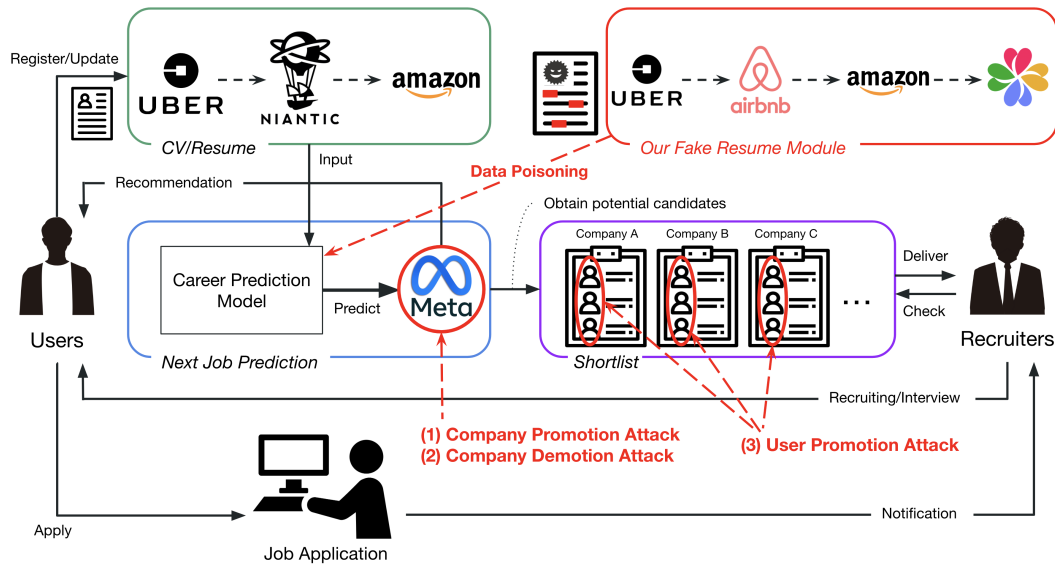 Register/Update
UBER
NIANTIC
amazon
CV/Resume
UBER
airbnb
amazon
Our Fake Resume Module
Input
Data Poisoning
Recommendation
Obtain potential candidates
Career Prediction
Model
Predict
Meta
Next Job Prediction
Company A
Company B
Company C
...
Shortlist
Deliver
Check
Users
Recruiters
Recruiting/Interview
(1) Company Promotion Attack
(2) Company Demotion Attack
(3) User Promotion Attack
Apply
Job Application
Notification